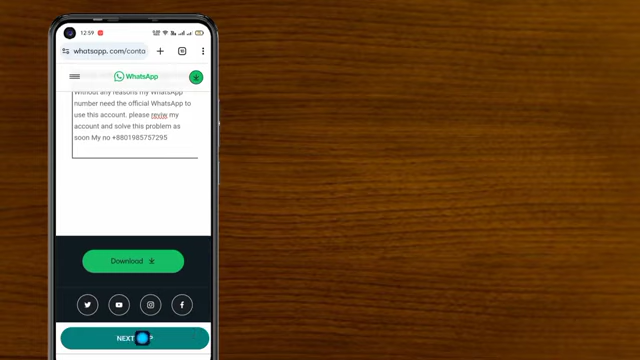 12:59
whatsapp.com/conta
WhatsApp
Without any reasons my WhatsApp
number need the official WhatsApp to
use this account. please reviw my
account and solve this problem as
soon My no +8801985757295
Download
NEXT